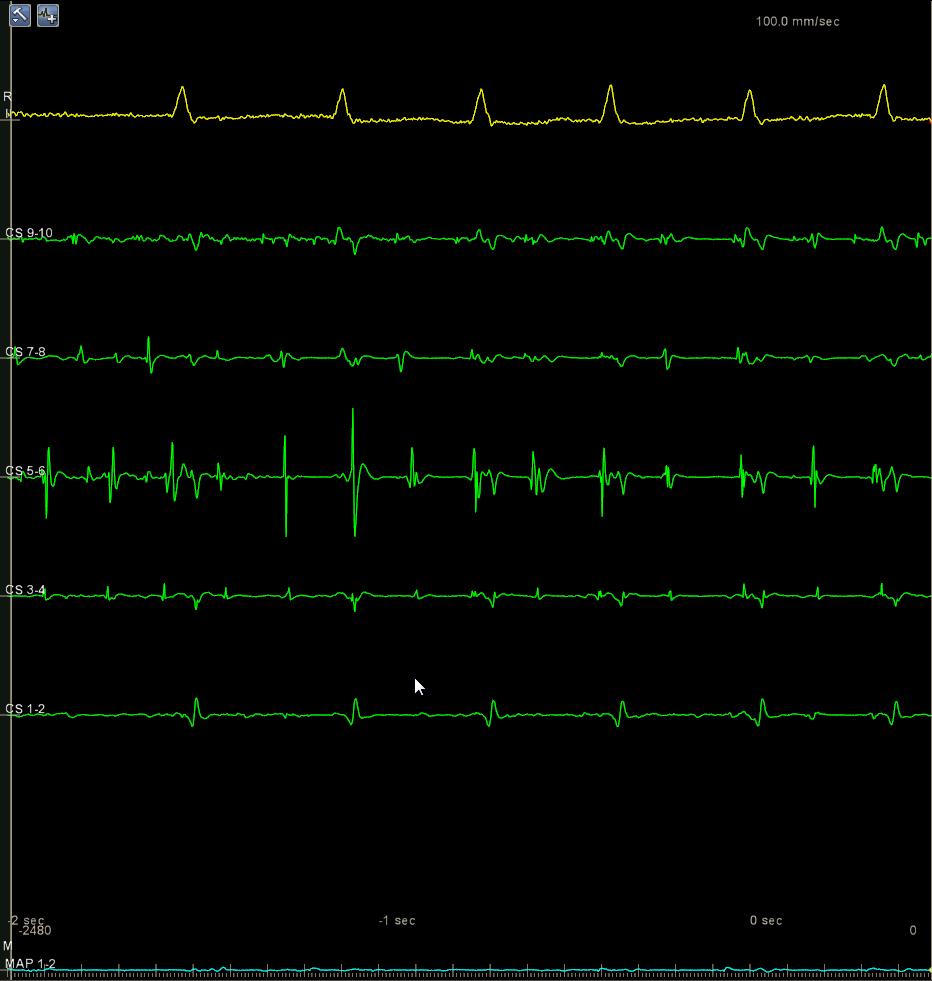 100.0 mm/sec
R
CS 9-10
CS 7-8
CS 5-6
CS 3-4
CS 1-2
-2 sec
-1 sec
0 sec
-2480
0
M
MAP 1-2